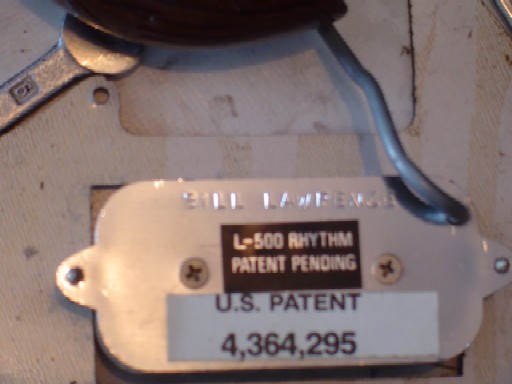 BILL LAWRENCE
L-500 RHYTHM
PATENT PENDING
U.S. PATENT
4,364,295